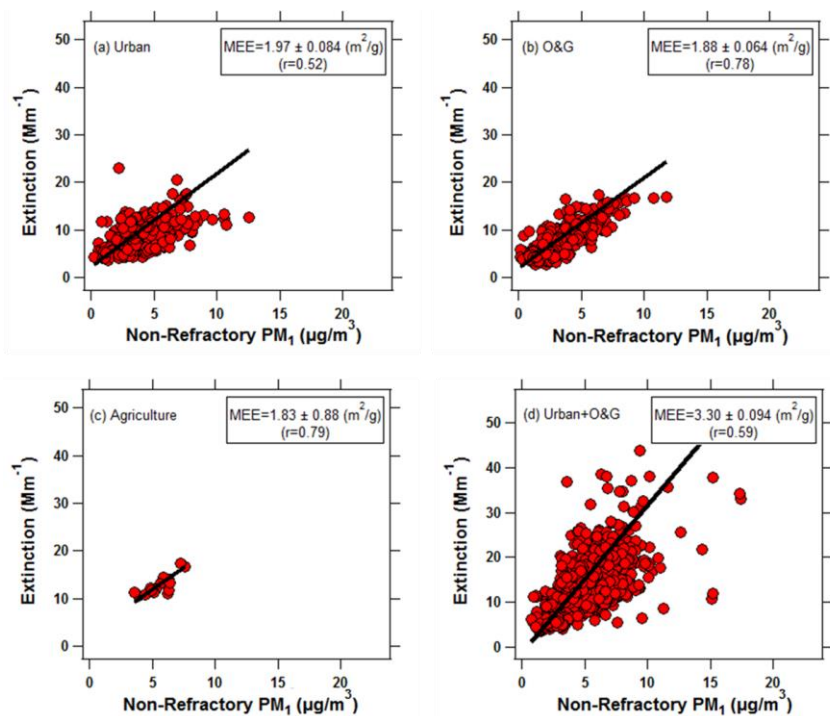 (a) Urban
MEE=1.97 ± 0.084 (m²/g)
(r=0.52)
Extinction (Mm⁻¹)
50
40
30
20
10
0
0 5 10 15 20
Non-Refractory PM₁ (µg/m³)
(b) O&G
MEE=1.88 ± 0.064 (m²/g)
(r=0.78)
Extinction (Mm⁻¹)
50
40
30
20
10
0
0 5 10 15 20
Non-Refractory PM₁ (µg/m³)
(c) Agriculture
MEE=1.83 ± 0.88 (m²/g)
(r=0.79)
Extinction (Mm⁻¹)
50
40
30
20
10
0
0 5 10 15 20
Non-Refractory PM₁ (µg/m³)
(d) Urban+O&G
MEE=3.30 ± 0.094 (m²/g)
(r=0.59)
Extinction (Mm⁻¹)
50
40
30
20
10
0
0 5 10 15 20
Non-Refractory PM₁ (µg/m³)